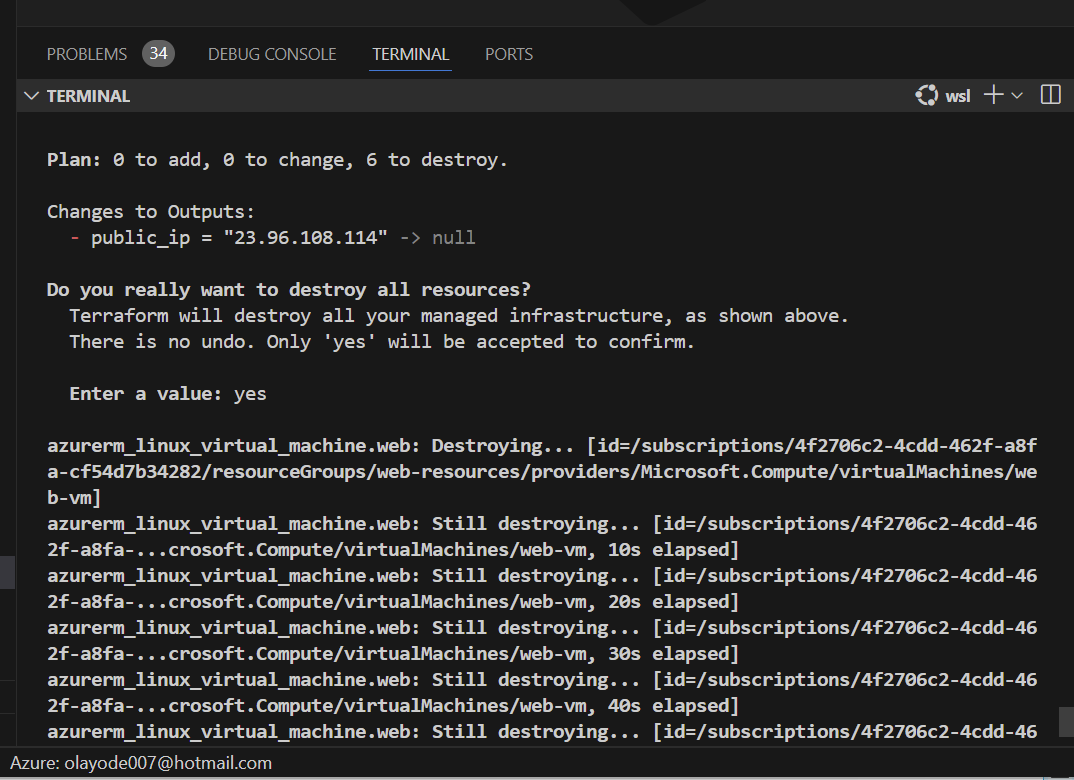 PROBLEMS 34 DEBUG CONSOLE TERMINAL PORTS
TERMINAL wsl
Plan: 0 to add, 0 to change, 6 to destroy.
Changes to Outputs:
- public_ip = "23.96.108.114" -> null
Do you really want to destroy all resources?
Terraform will destroy all your managed infrastructure, as shown above.
There is no undo. Only 'yes' will be accepted to confirm.
Enter a value: yes
azurerm_linux_virtual_machine.web: Destroying... [id=/subscriptions/4f2706c2-4cdd-462f-a8f
a-cf54d7b34282/resourceGroups/web-resources/providers/Microsoft.Compute/virtualMachines/we
b-vm]
azurerm_linux_virtual_machine.web: Still destroying... [id=/subscriptions/4f2706c2-4cdd-46
2f-a8fa-...crosoft.Compute/virtualMachines/web-vm, 10s elapsed]
azurerm_linux_virtual_machine.web: Still destroying... [id=/subscriptions/4f2706c2-4cdd-46
2f-a8fa-...crosoft.Compute/virtualMachines/web-vm, 20s elapsed]
azurerm_linux_virtual_machine.web: Still destroying... [id=/subscriptions/4f2706c2-4cdd-46
2f-a8fa-...crosoft.Compute/virtualMachines/web-vm, 30s elapsed]
azurerm_linux_virtual_machine.web: Still destroying... [id=/subscriptions/4f2706c2-4cdd-46
2f-a8fa-...crosoft.Compute/virtualMachines/web-vm, 40s elapsed]
azurerm_linux_virtual_machine.web: Still destroying... [id=/subscriptions/4f2706c2-4cdd-46
Azure: olayode007@hotmail.com